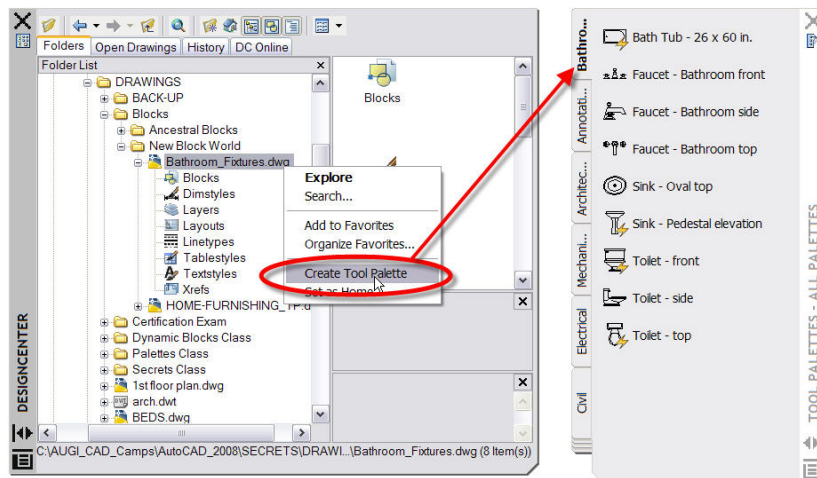 Folders Open Drawings History DC Online
Folder List
DRAWINGS
BACK-UP
Blocks
Ancestral Blocks
New Block World
Bathroom_Fixtures.dwg
Blocks
Dimstyles
Layers
Layouts
Linetypes
Tablestyles
Textstyles
Xrefs
HOME-FURNISHING_TP.d
Certification Exam
Dynamic Blocks Class
Palettes Class
Secrets Class
1st floor plan.dwg
arch.dwt
BEDS.dwg
C:\AUGI_CAD_Camps\AutoCAD_2008\SECRETS\DRAWI...\Bathroom_Fixtures.dwg (8 Item(s))
DESIGNCENTER
Blocks
Explore
Search...
Add to Favorites
Organize Favorites...
Create Tool Palette
Set as Home
Bathro...
Annotati...
Architec...
Mechani...
Electrical
Civil
Bath Tub - 26 x 60 in.
Faucet - Bathroom front
Faucet - Bathroom side
Faucet - Bathroom top
Sink - Oval top
Sink - Pedestal elevation
Toilet - front
Toilet - side
Toilet - top
TOOL PALETTES - ALL PALETTES